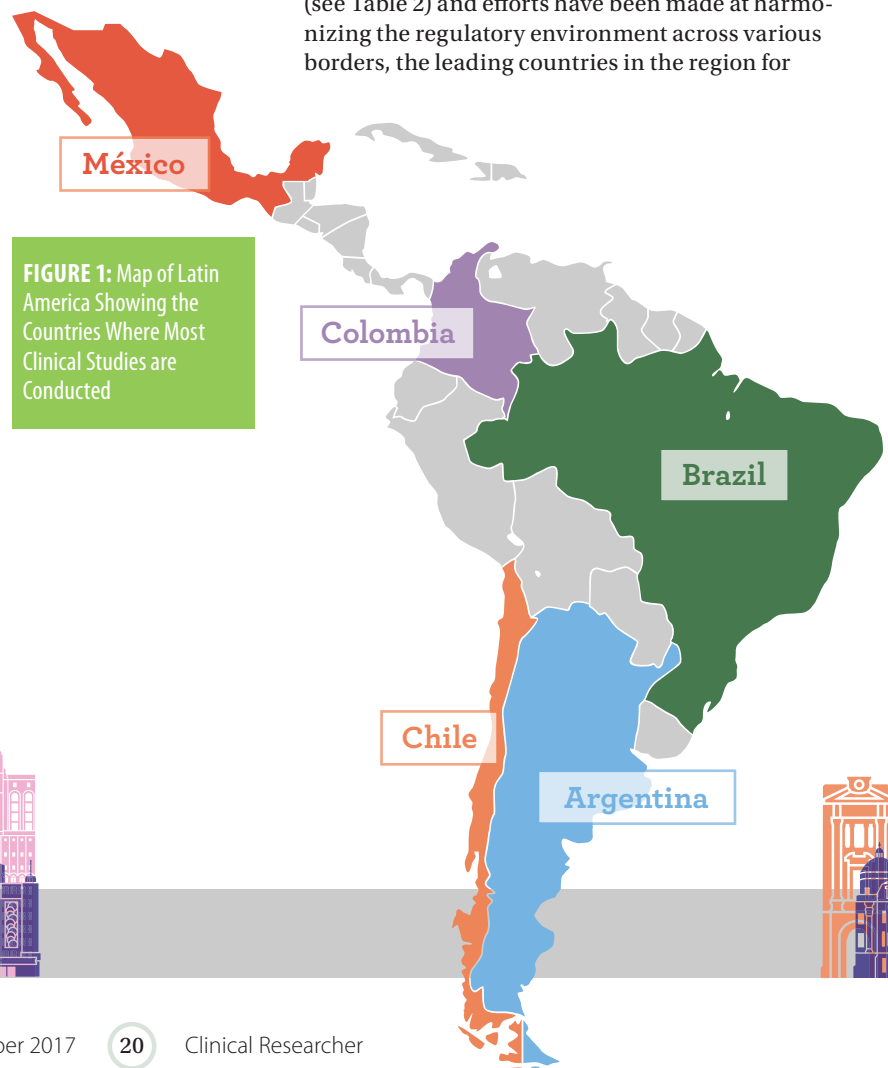 (see Table 2) and efforts have been made at harmo-
nizing the regulatory environment across various
borders, the leading countries in the region for
México
FIGURE 1: Map of Latin
America Showing the
Countries Where Most
Clinical Studies are
Conducted
Colombia
Brazil
Chile
Argentina
ber 2017
20
Clinical Researcher